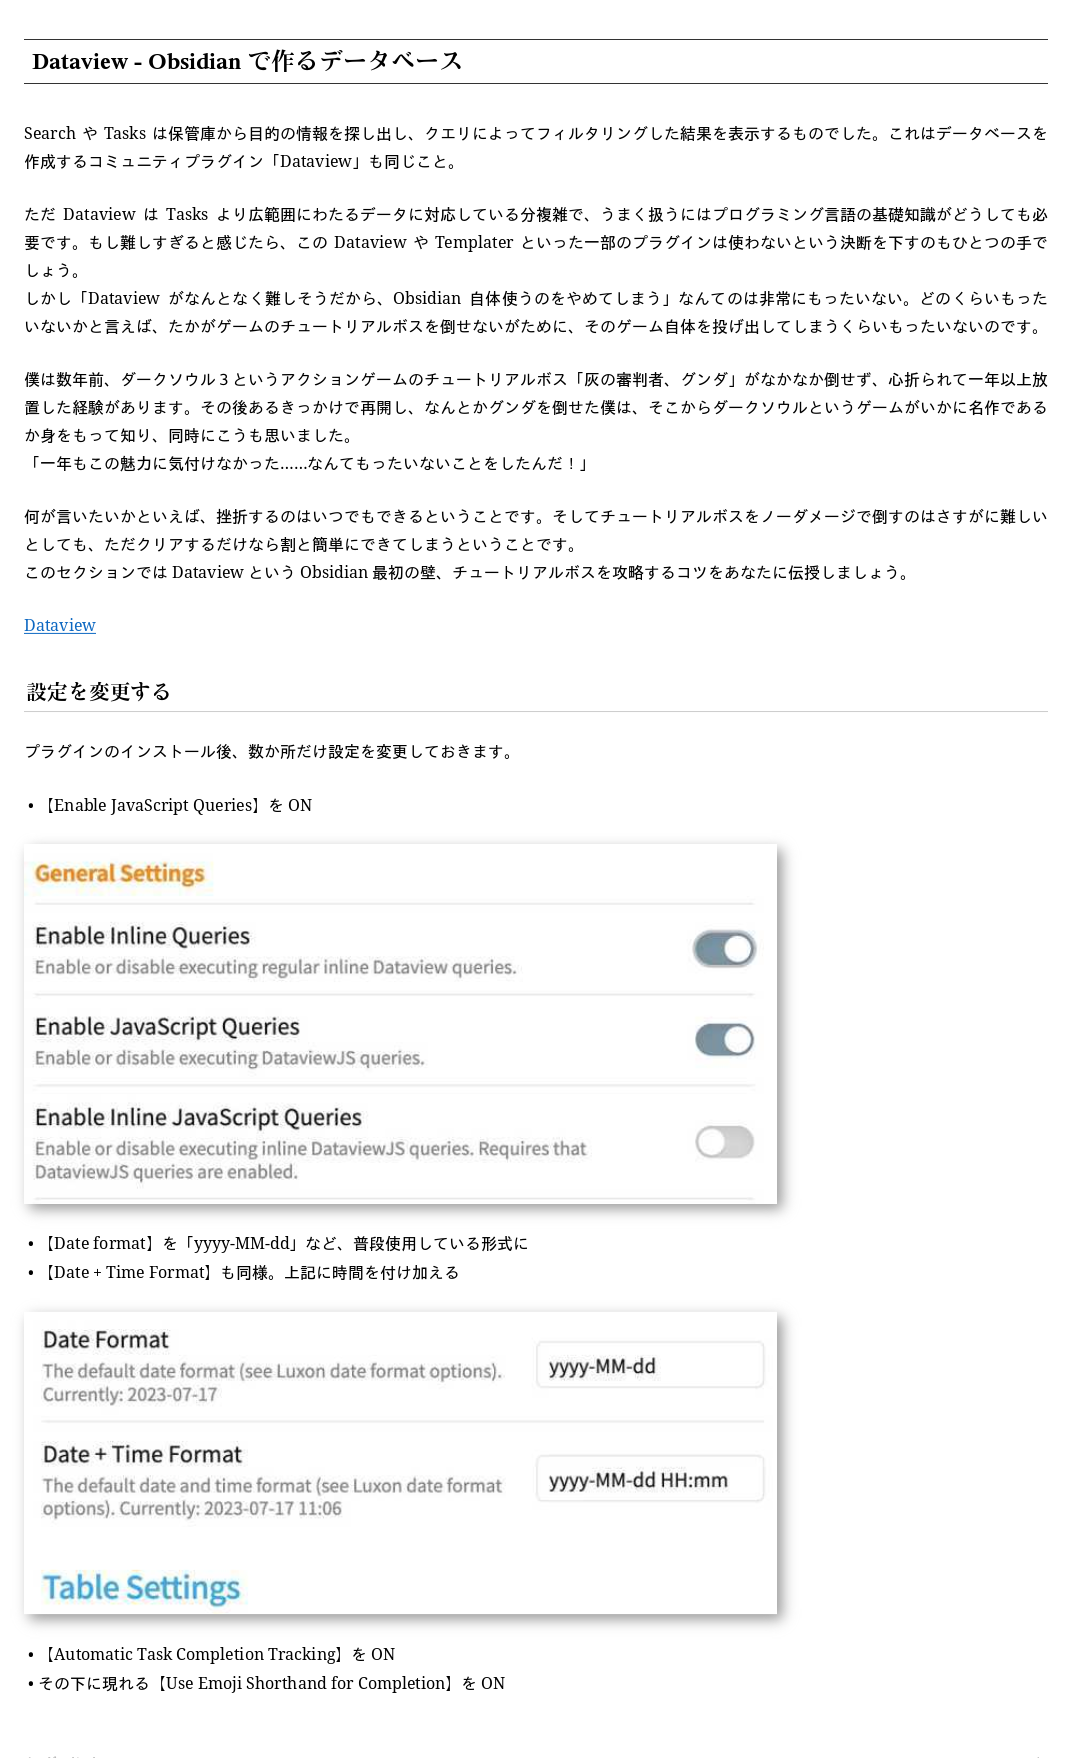 Dataview - Obsidian で作るデータベース
Search や Tasks は保管庫から目的の情報を探し出し、クエリによってフィルタリングした結果を表示するものでした。これはデータベースを
作成するコミュニティプラグイン「Dataview」も同じこと。
ただ Dataview は Tasks より広範囲にわたるデータに対応している分複雑で、うまく扱うにはプログラミング言語の基礎知識がどうしても必
要です。もし難しすぎると感じたら、この Dataview や Templater といった一部のプラグインは使わないという決断を下すのもひとつの手で
しょう。
しかし「Dataview がなんとなく難しそうだから、Obsidian 自体使うのをやめてしまう」なんてのは非常にもったいない。どのくらいもった
いないかと言えば、たかがゲームのチュートリアルボスを倒せないがために、そのゲーム自体を投げ出してしまうくらいもったいないのです。
僕は数年前、ダークソウル３というアクションゲームのチュートリアルボス「灰の審判者、グンダ」がなかなか倒せず、心折られて一年以上放
置した経験があります。その後あるきっかけで再開し、なんとかグンダを倒せた僕は、そこからダークソウルというゲームがいかに名作である
か身をもって知り、同時にこうも思いました。
「一年もこの魅力に気付けなかった……なんてもったいないことをしたんだ！」
何が言いたいかといえば、挫折するのはいつでもできるということです。そしてチュートリアルボスをノーダメージで倒すのはさすがに難しい
としても、ただクリアするだけなら割と簡単にできてしまうということです。
このセクションでは Dataview という Obsidian 最初の壁、チュートリアルボスを攻略するコツをあなたに伝授しましょう。
Dataview
設定を変更する
プラグインのインストール後、数か所だけ設定を変更しておきます。
• 【Enable JavaScript Queries】を ON
General Settings
Enable Inline Queries
Enable or disable executing regular inline Dataview queries.
Enable JavaScript Queries
Enable or disable executing DataviewJS queries.
Enable Inline JavaScript Queries
Enable or disable executing inline DataviewJS queries. Requires that
DataviewJS queries are enabled.
• 【Date format】を「yyyy-MM-dd」など、普段使用している形式に
• 【Date + Time Format】も同様。上記に時間を付け加える
Date Format
The default date format (see Luxon date format options).
Currently: 2023-07-17
yyyy-MM-dd
Date + Time Format
The default date and time format (see Luxon date format
options). Currently: 2023-07-17 11:06
yyyy-MM-dd HH:mm
Table Settings
• 【Automatic Task Completion Tracking】を ON
• その下に現れる【Use Emoji Shorthand for Completion】を ON